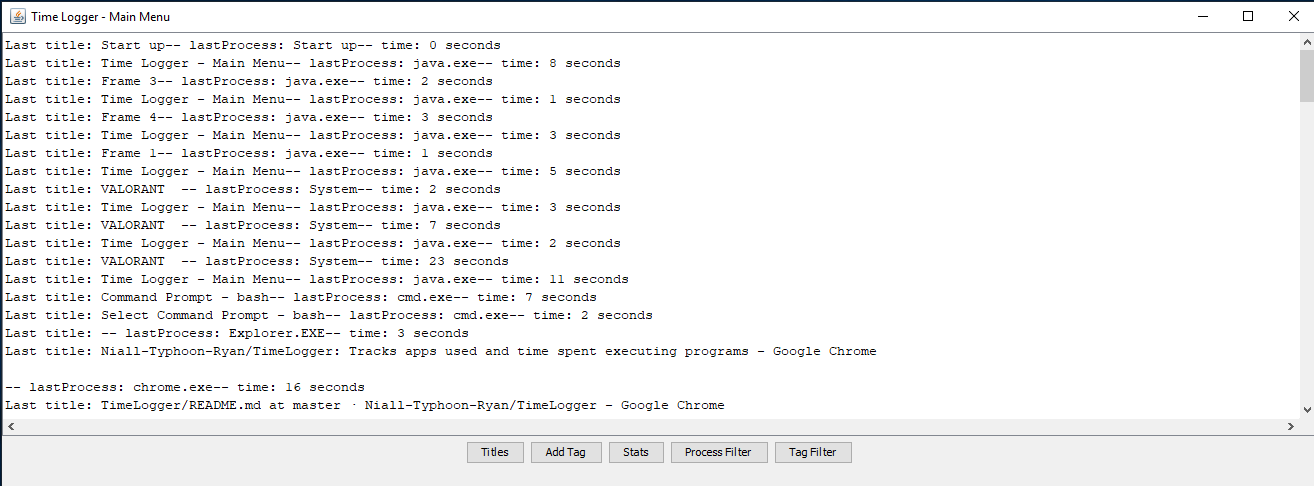 Time Logger - Main Menu
Last title: Start up-- lastProcess: Start up-- time: 0 seconds
Last title: Time Logger - Main Menu-- lastProcess: java.exe-- time: 8 seconds
Last title: Frame 3-- lastProcess: java.exe-- time: 2 seconds
Last title: Time Logger - Main Menu-- lastProcess: java.exe-- time: 1 seconds
Last title: Frame 4-- lastProcess: java.exe-- time: 3 seconds
Last title: Time Logger - Main Menu-- lastProcess: java.exe-- time: 3 seconds
Last title: Frame 1-- lastProcess: java.exe-- time: 1 seconds
Last title: Time Logger - Main Menu-- lastProcess: java.exe-- time: 5 seconds
Last title: VALORANT  -- lastProcess: System-- time: 2 seconds
Last title: Time Logger - Main Menu-- lastProcess: java.exe-- time: 3 seconds
Last title: VALORANT  -- lastProcess: System-- time: 7 seconds
Last title: Time Logger - Main Menu-- lastProcess: java.exe-- time: 2 seconds
Last title: VALORANT  -- lastProcess: System-- time: 23 seconds
Last title: Time Logger - Main Menu-- lastProcess: java.exe-- time: 11 seconds
Last title: Command Prompt - bash-- lastProcess: cmd.exe-- time: 7 seconds
Last title: Select Command Prompt - bash-- lastProcess: cmd.exe-- time: 2 seconds
Last title: -- lastProcess: Explorer.EXE-- time: 3 seconds
Last title: Niall-Typhoon-Ryan/TimeLogger: Tracks apps used and time spent executing programs - Google Chrome
-- lastProcess: chrome.exe-- time: 16 seconds
Last title: TimeLogger/README.md at master · Niall-Typhoon-Ryan/TimeLogger - Google Chrome
Titles Add Tag Stats Process Filter Tag Filter